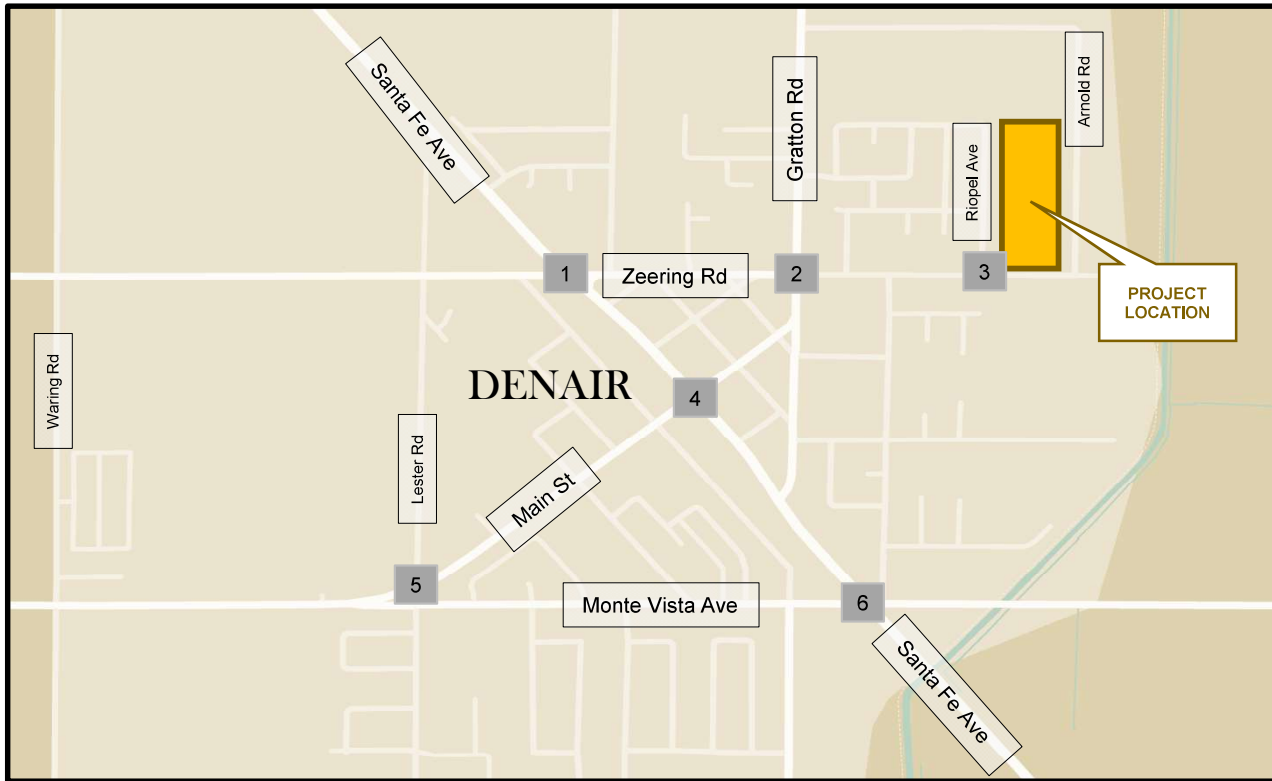 Santa Fe Ave
Gratton Rd
Arnold Rd
Riopel Ave
1
Zeering Rd
2
3
PROJECT
LOCATION
Waring Rd
DENAIR
4
Lester Rd
Main St
5
Monte Vista Ave
6
Santa Fe Ave